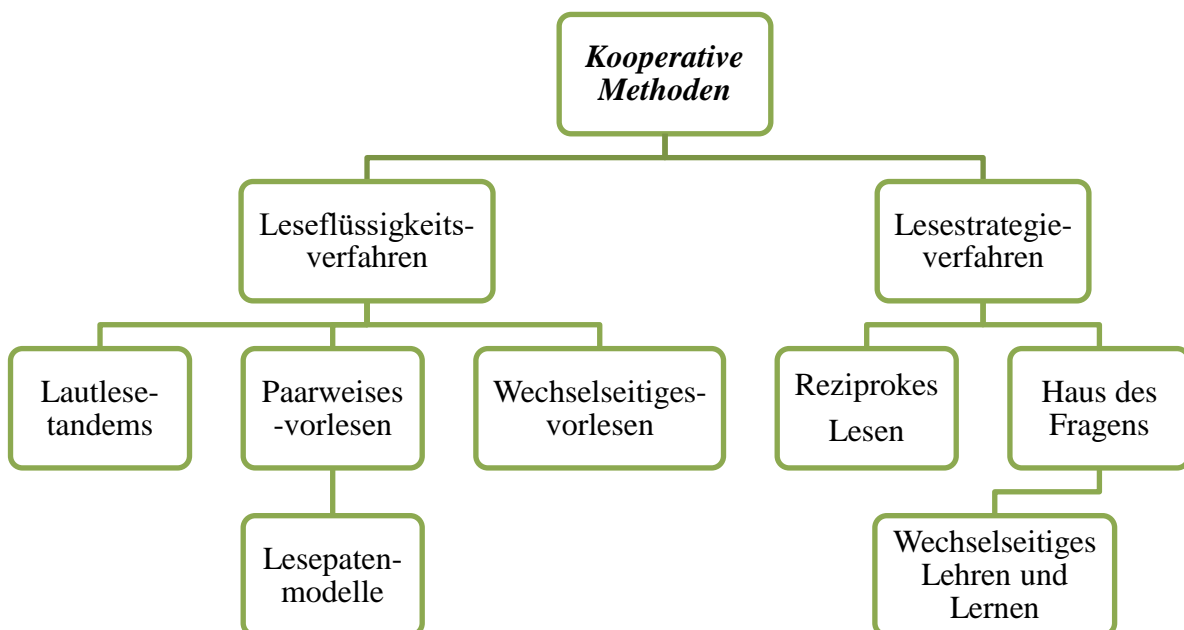 Kooperative
Methoden
Leseflüssigkeits-
verfahren
Lesestrategie-
verfahren
Lautlese-
tandems
Paarweises
-vorlesen
Wechselseitiges-
vorlesen
Reziprokes
Lesen
Haus des
Fragens
Lesepaten-
modelle
Wechselseitiges
Lehren und
Lernen